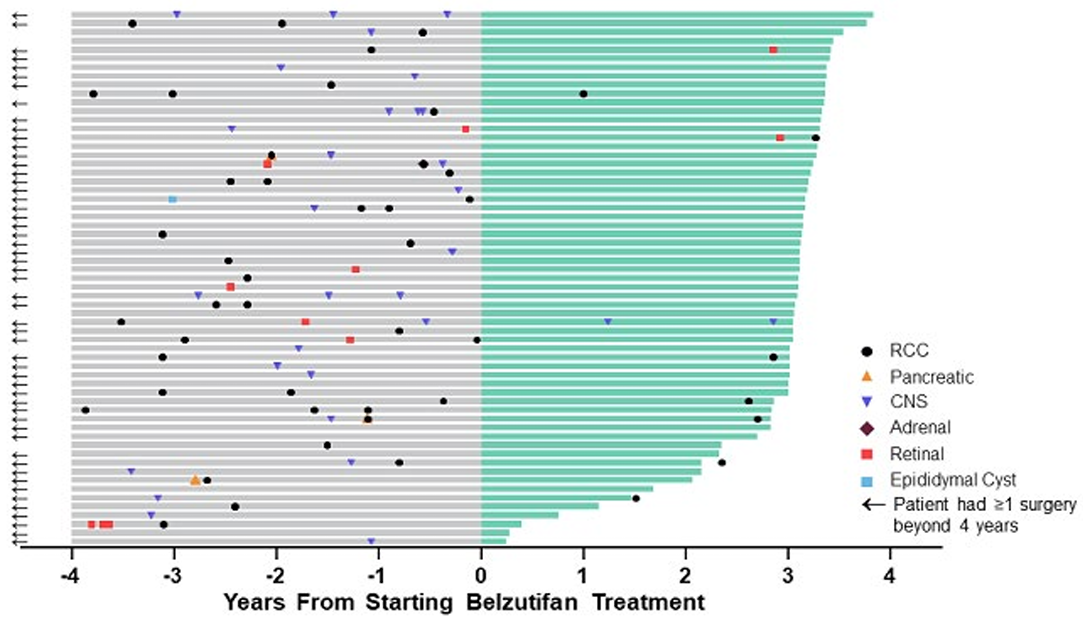 RCC
Pancreatic
CNS
Adrenal
Retinal
Epididymal Cyst
← Patient had ≥1 surgery
beyond 4 years
-4 -3 -2 -1 0 1 2 3 4
Years From Starting Belzutifan Treatment